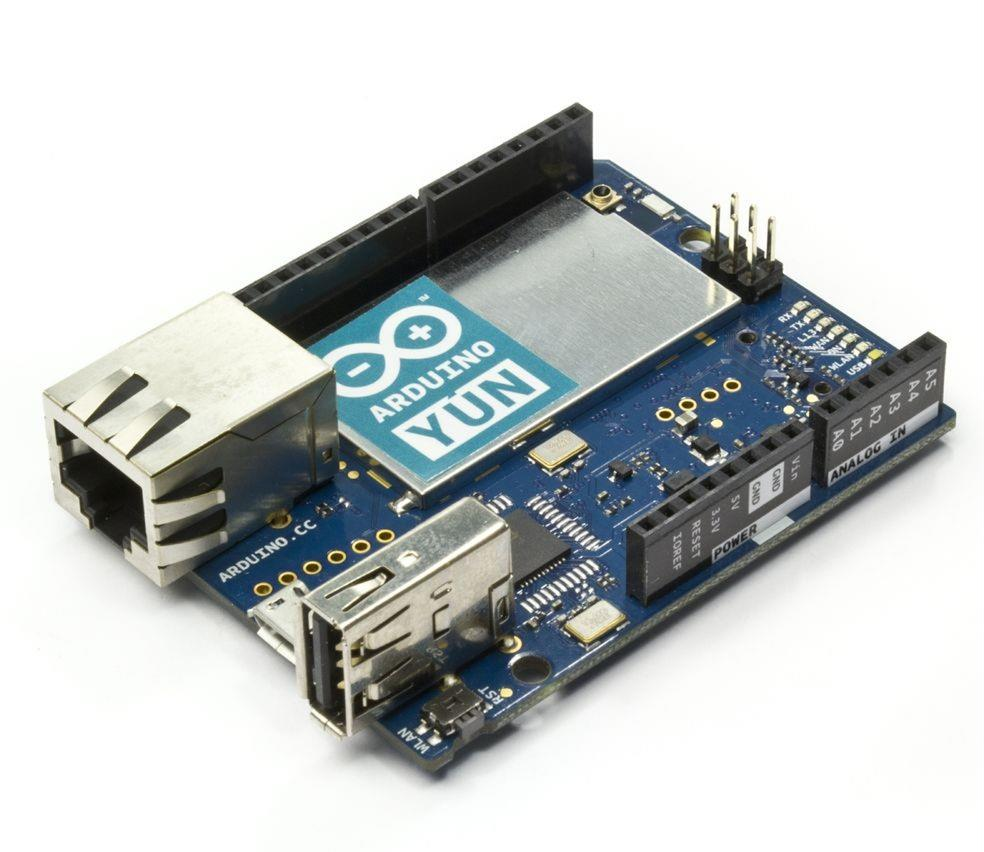 ARDUINO
YUN
™
ARDUINO.CC
RX
TX
L13
WLAN
USB
A5
A4
A3
A2
A1
A0
ANALOG IN
Vin
GND
GND
5V
3.3V
RESET
IOREF
POWER
RST
WLAN